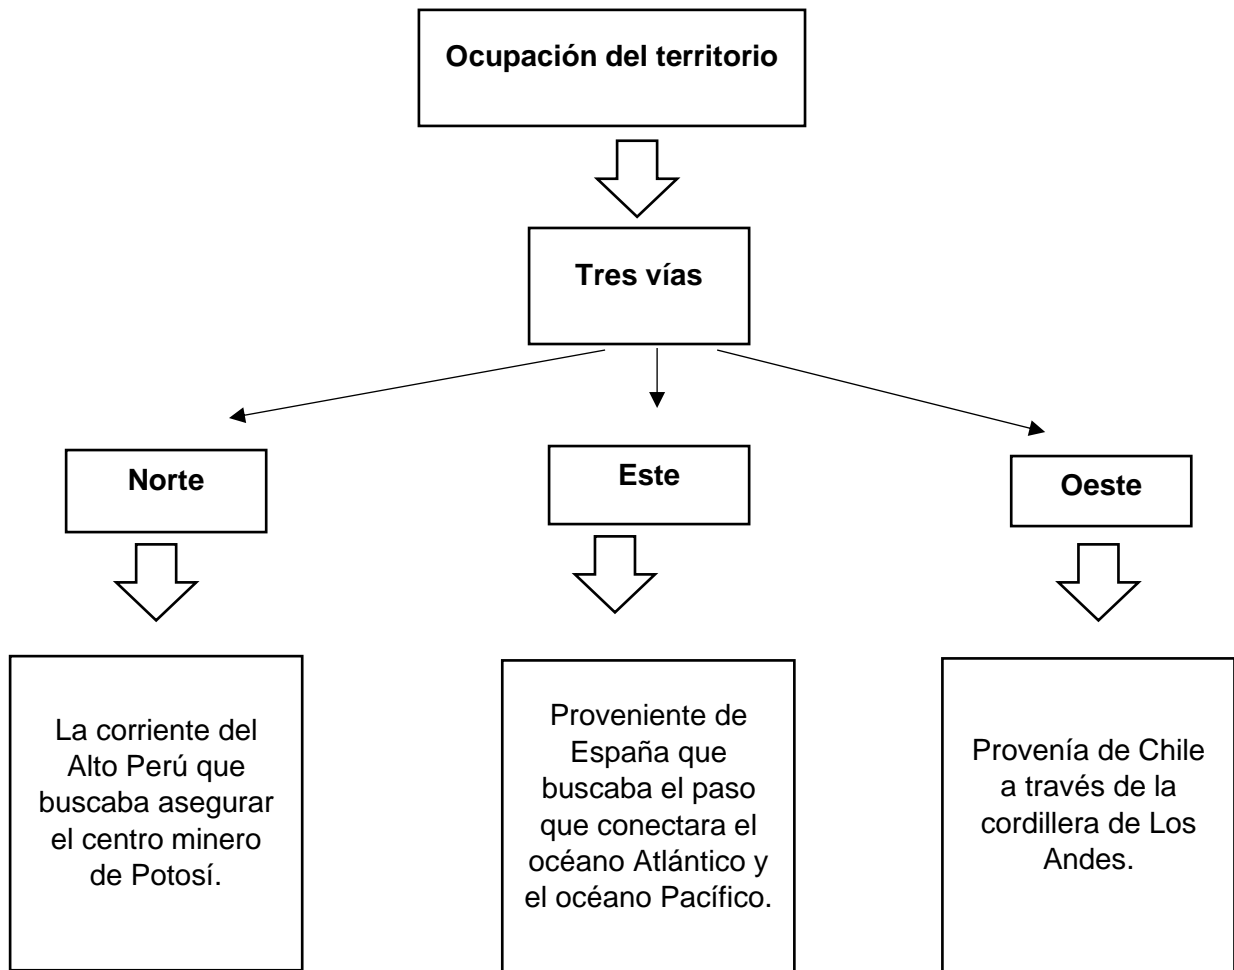 Ocupación del territorio
Tres vías
Norte
Este
Oeste
La corriente del
Alto Perú que
buscaba asegurar
el centro minero
de Potosí.
Proveniente de
España que
buscaba el paso
que conectara el
océano Atlántico y
el océano Pacífico.
Provenía de Chile
a través de la
cordillera de Los
Andes.